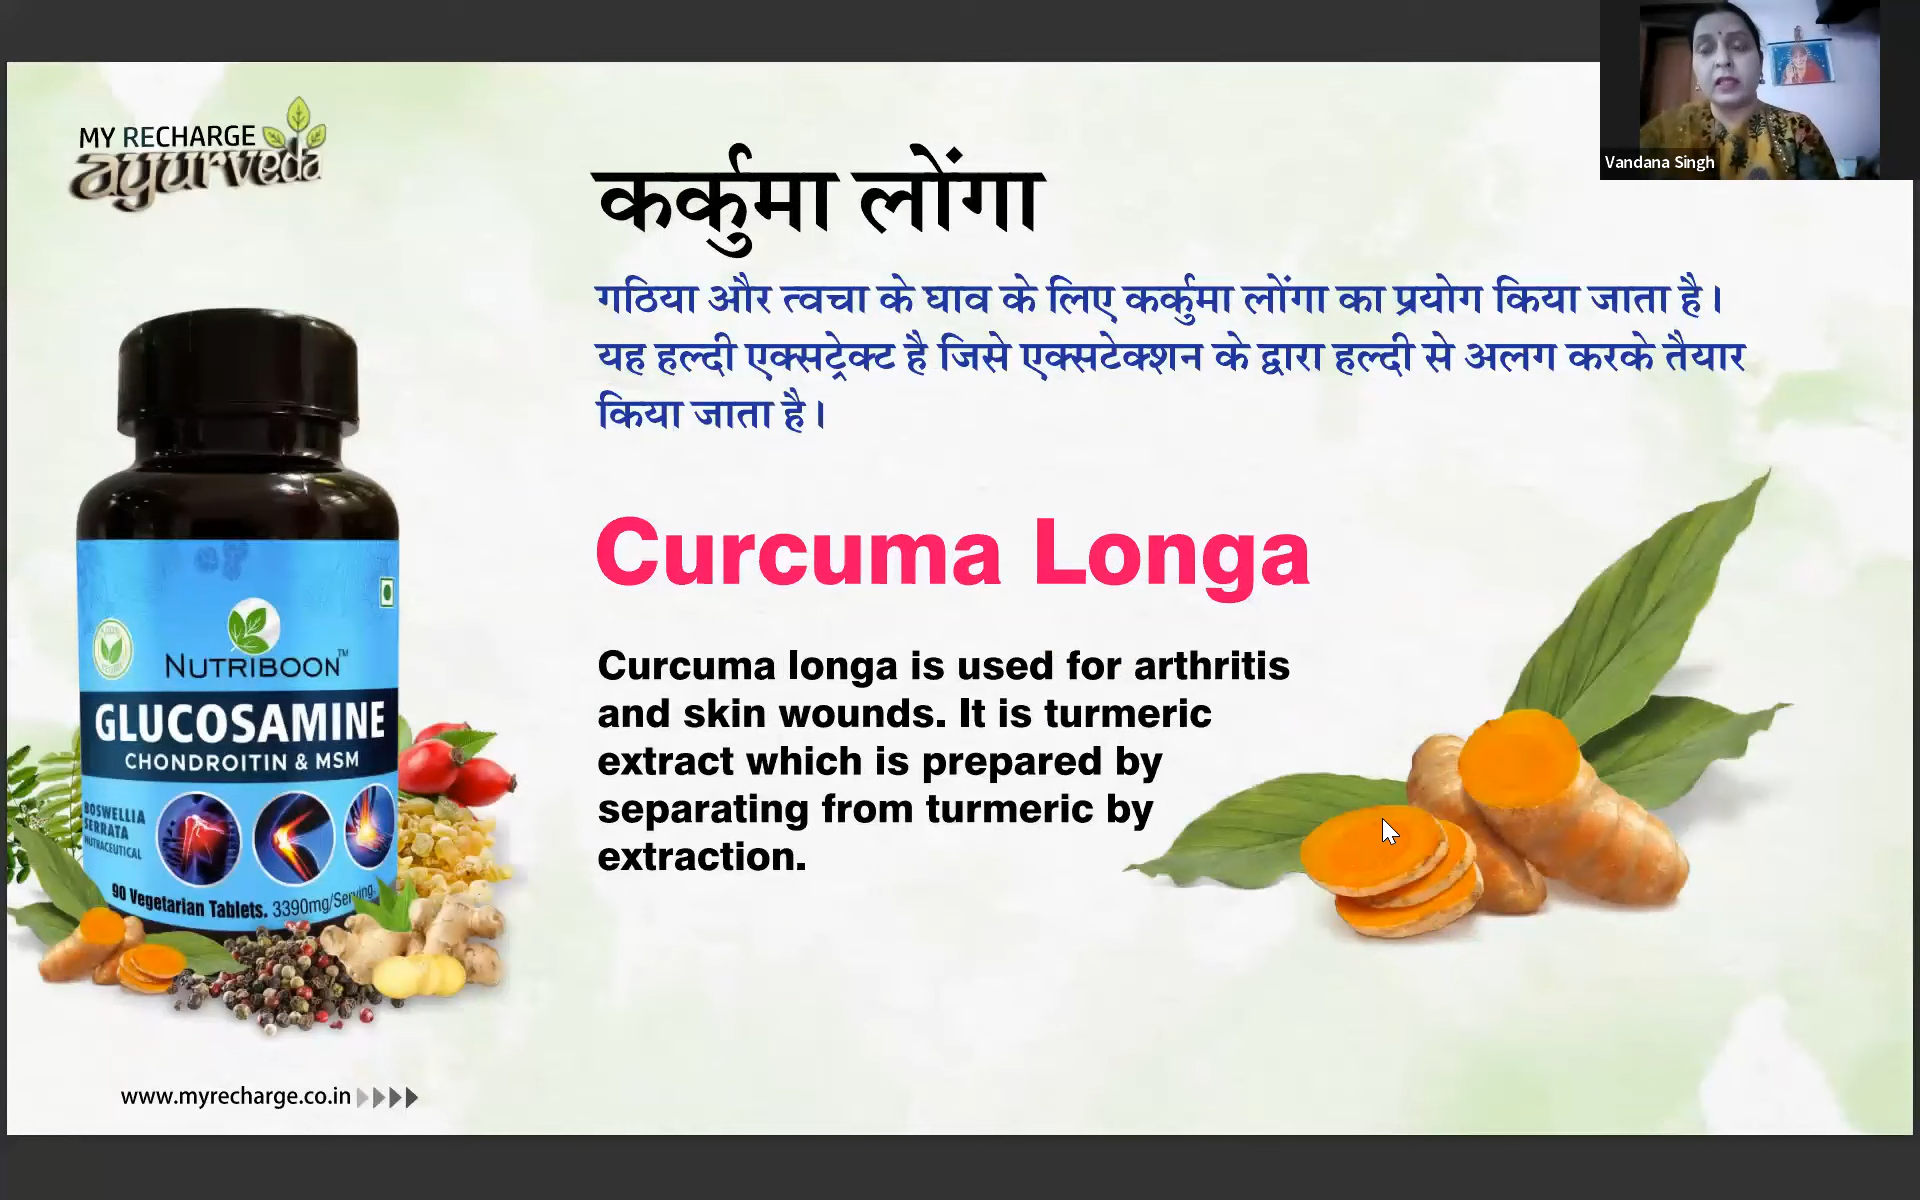 MY RECHARGE
ayurveda
Vandana Singh
कर्कुमा लोंगा
गठिया और त्वचा के घाव के लिए कर्कुमा लोंगा का प्रयोग किया जाता है।
यह हल्दी एक्सट्रेक्ट है जिसे एक्सटेक्शन के द्वारा हल्दी से अलग करके तैयार
किया जाता है।
Curcuma Longa
Curcuma longa is used for arthritis
and skin wounds. It is turmeric
extract which is prepared by
separating from turmeric by
extraction.
NUTRIBOON™
GLUCOSAMINE
CHONDROITIN & MSM
BOSWELLIA
SERRATA
NUTRACEUTICAL
90 Vegetarian Tablets. 3390mg/Serving.
www.myrecharge.co.in